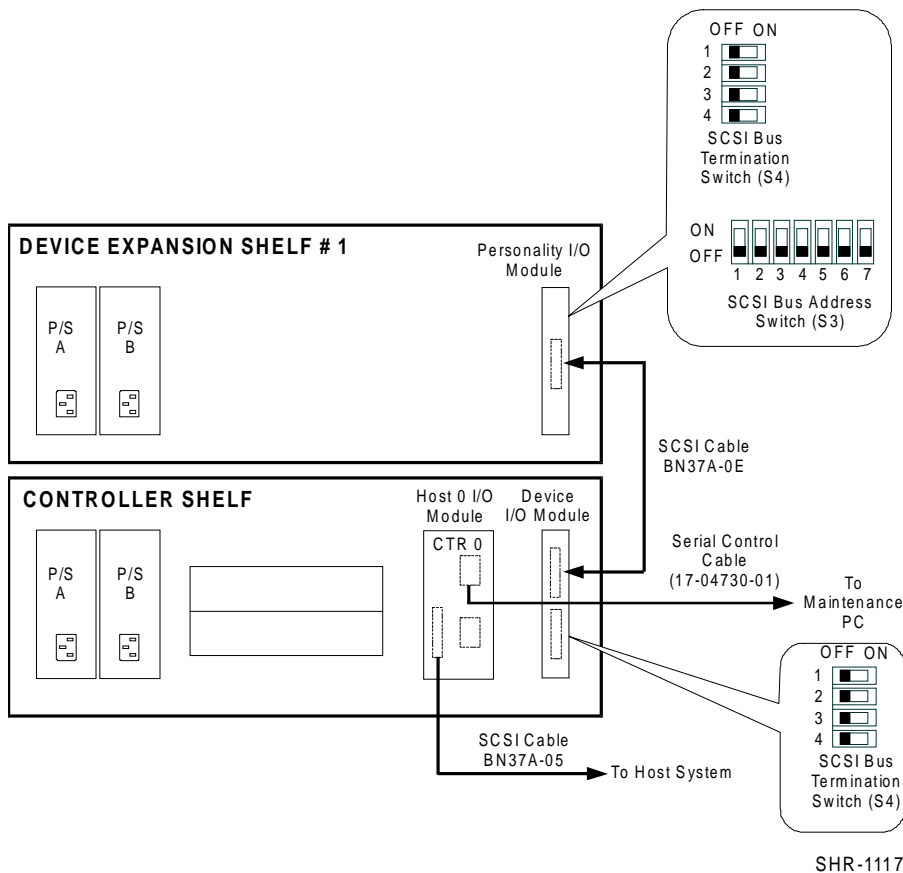 OFF ON
1
2
3
4
SCSI Bus
Termination
Switch (S4)
ON
OFF
1 2 3 4 5 6 7
SCSI Bus Address
Switch (S3)
DEVICE EXPANSION SHELF # 1
Personality I/O
Module
P/S
A
P/S
B
SCSI Cable
BN37A-0E
CONTROLLER SHELF
Host 0 I/O
Module
Device
I/O Module
CTR 0
P/S
A
P/S
B
Serial Control
Cable
(17-04730-01)
To
Maintenance
PC
OFF ON
1
2
3
4
SCSI Bus
Termination
Switch (S4)
SCSI Cable
BN37A-05
To Host System
SHR-1117